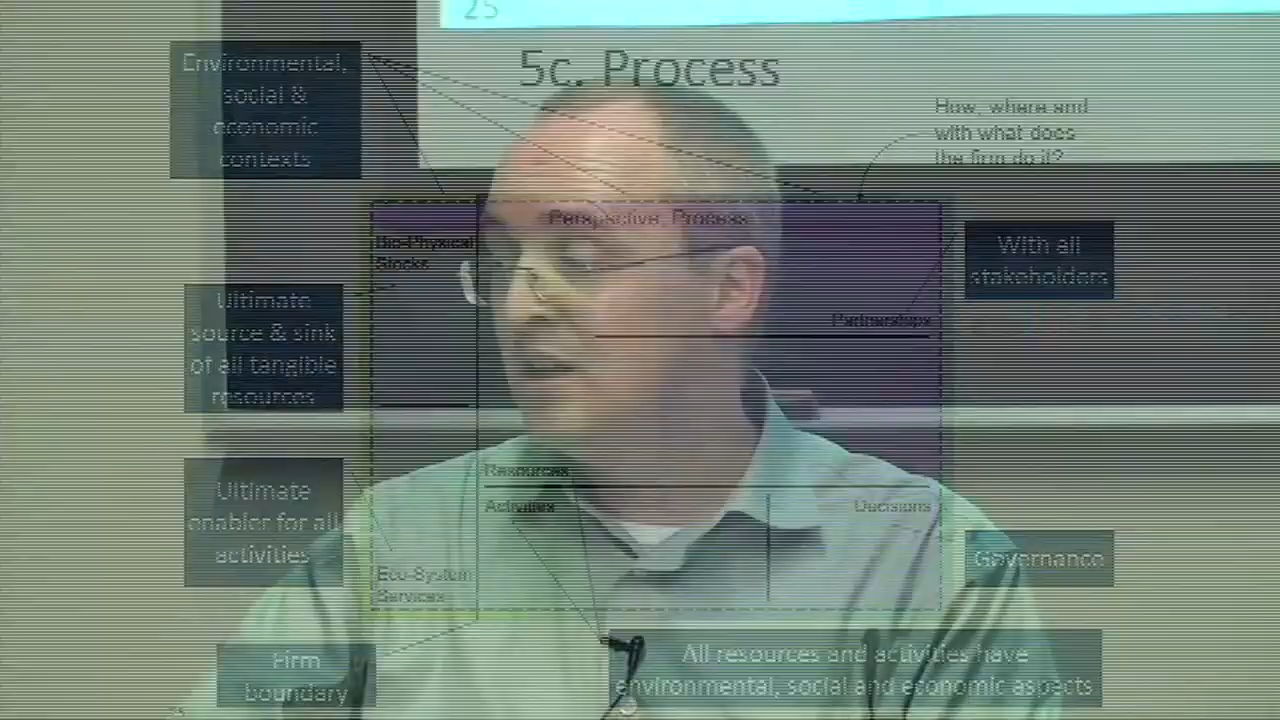 25
5c. Process
Environmental,
social &
economic
contexts
How, where and
with what does
the firm do it?
Perspective: Process
Bio-Physical
Stocks
With all
stakeholders
Ultimate
source & sink
of all tangible
resources
Partnerships
Resources
Activities
Decisions
Ultimate
enabler for all
activities
Governance
Eco-System
Services
Firm
boundary
All resources and activities have
environmental, social and economic aspects
25